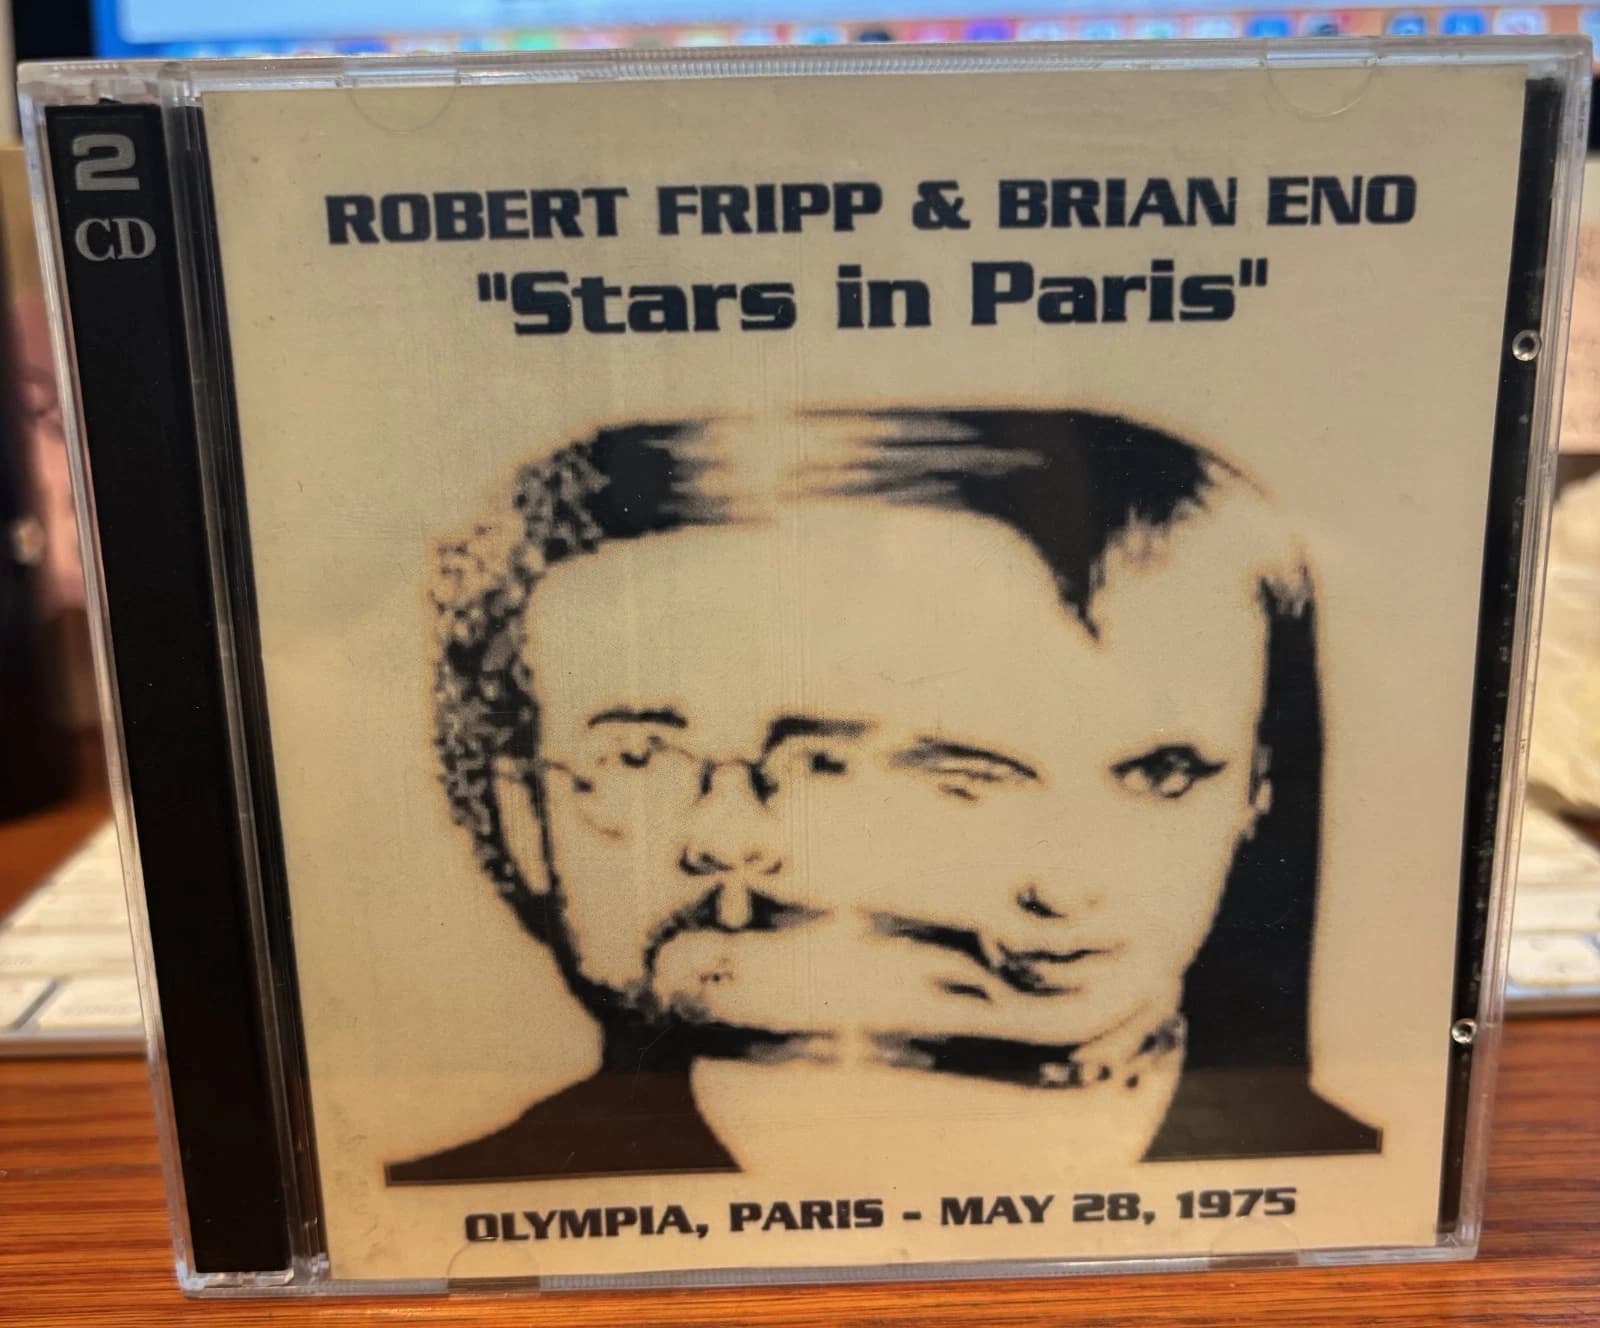 2
CD
ROBERT FRIPP & BRIAN ENO
"Stars in Paris"
OLYMPIA, PARIS - MAY 28, 1975